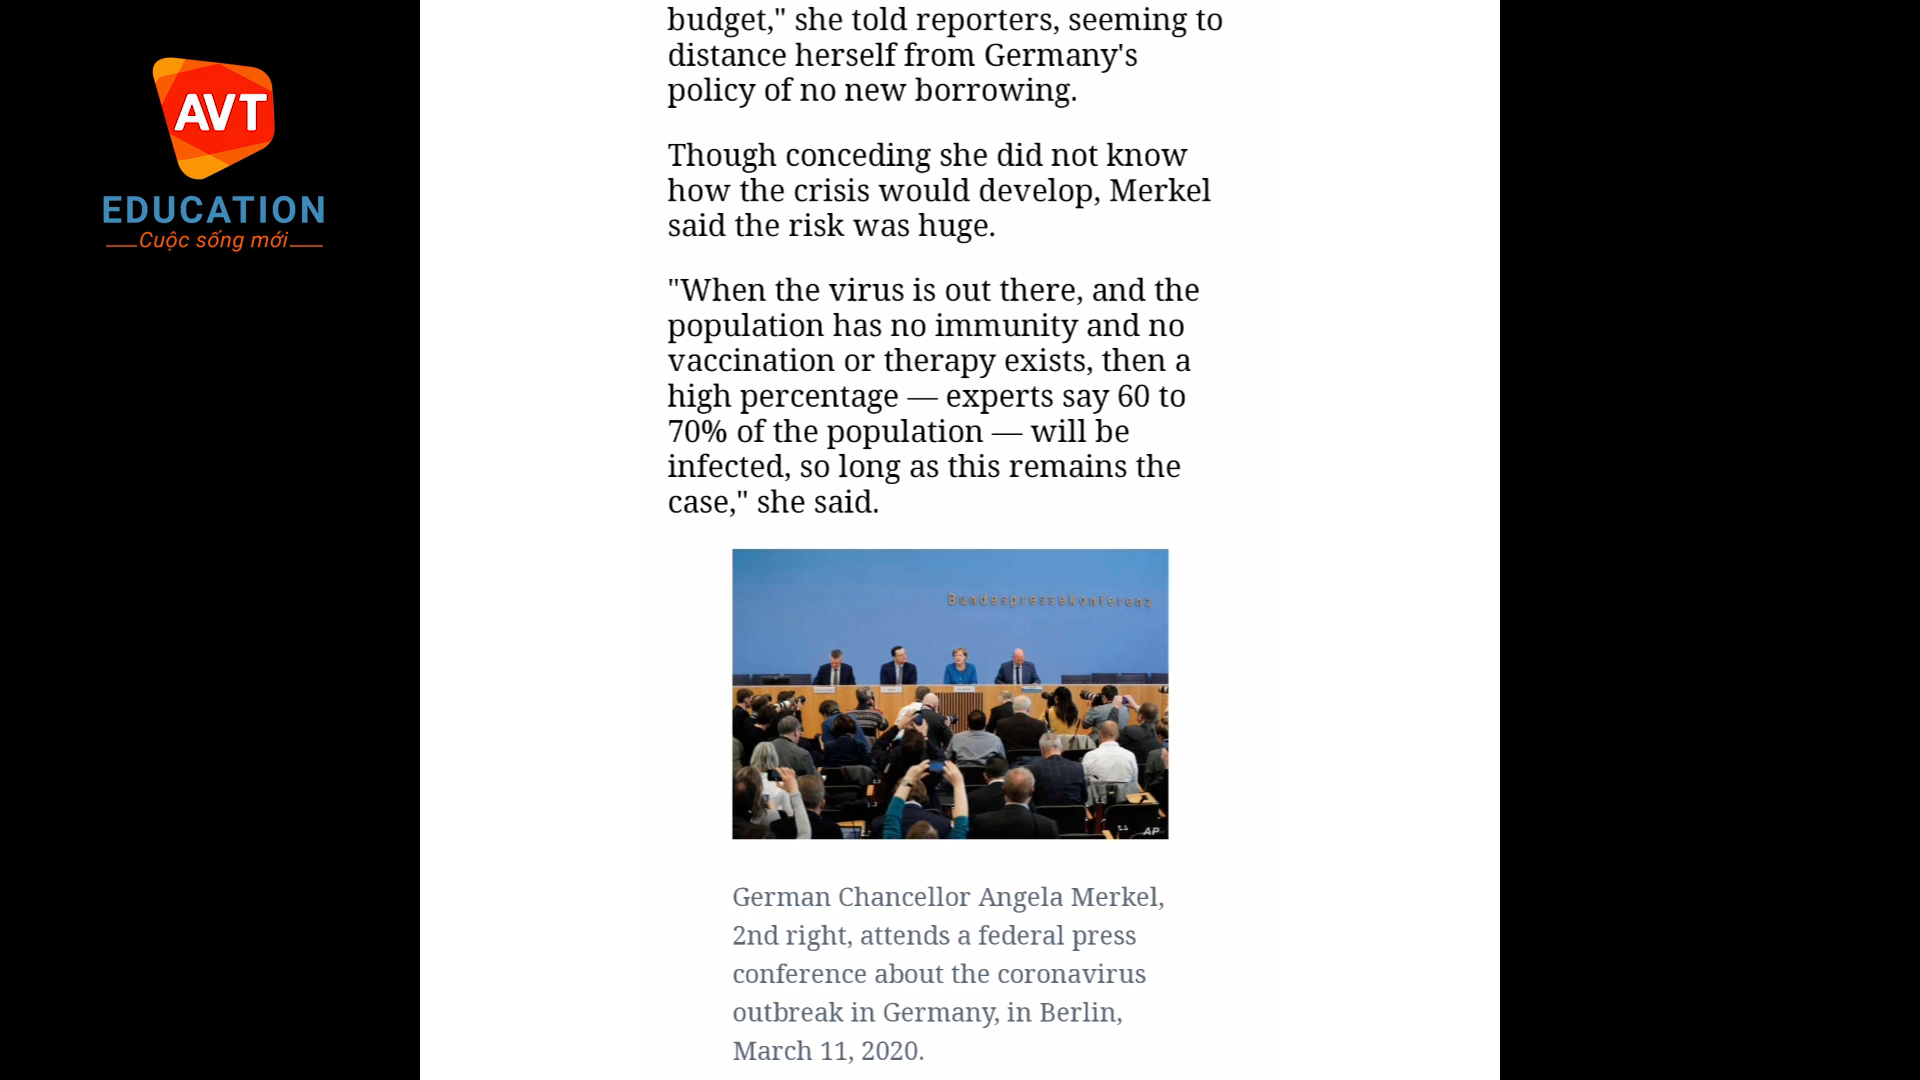 AVT
EDUCATION
Cuộc sống mới
budget," she told reporters, seeming to
distance herself from Germany's
policy of no new borrowing.
Though conceding she did not know
how the crisis would develop, Merkel
said the risk was huge.
"When the virus is out there, and the
population has no immunity and no
vaccination or therapy exists, then a
high percentage — experts say 60 to
70% of the population — will be
infected, so long as this remains the
case," she said.
Bundespressekonferenz
AP
German Chancellor Angela Merkel,
2nd right, attends a federal press
conference about the coronavirus
outbreak in Germany, in Berlin,
March 11, 2020.